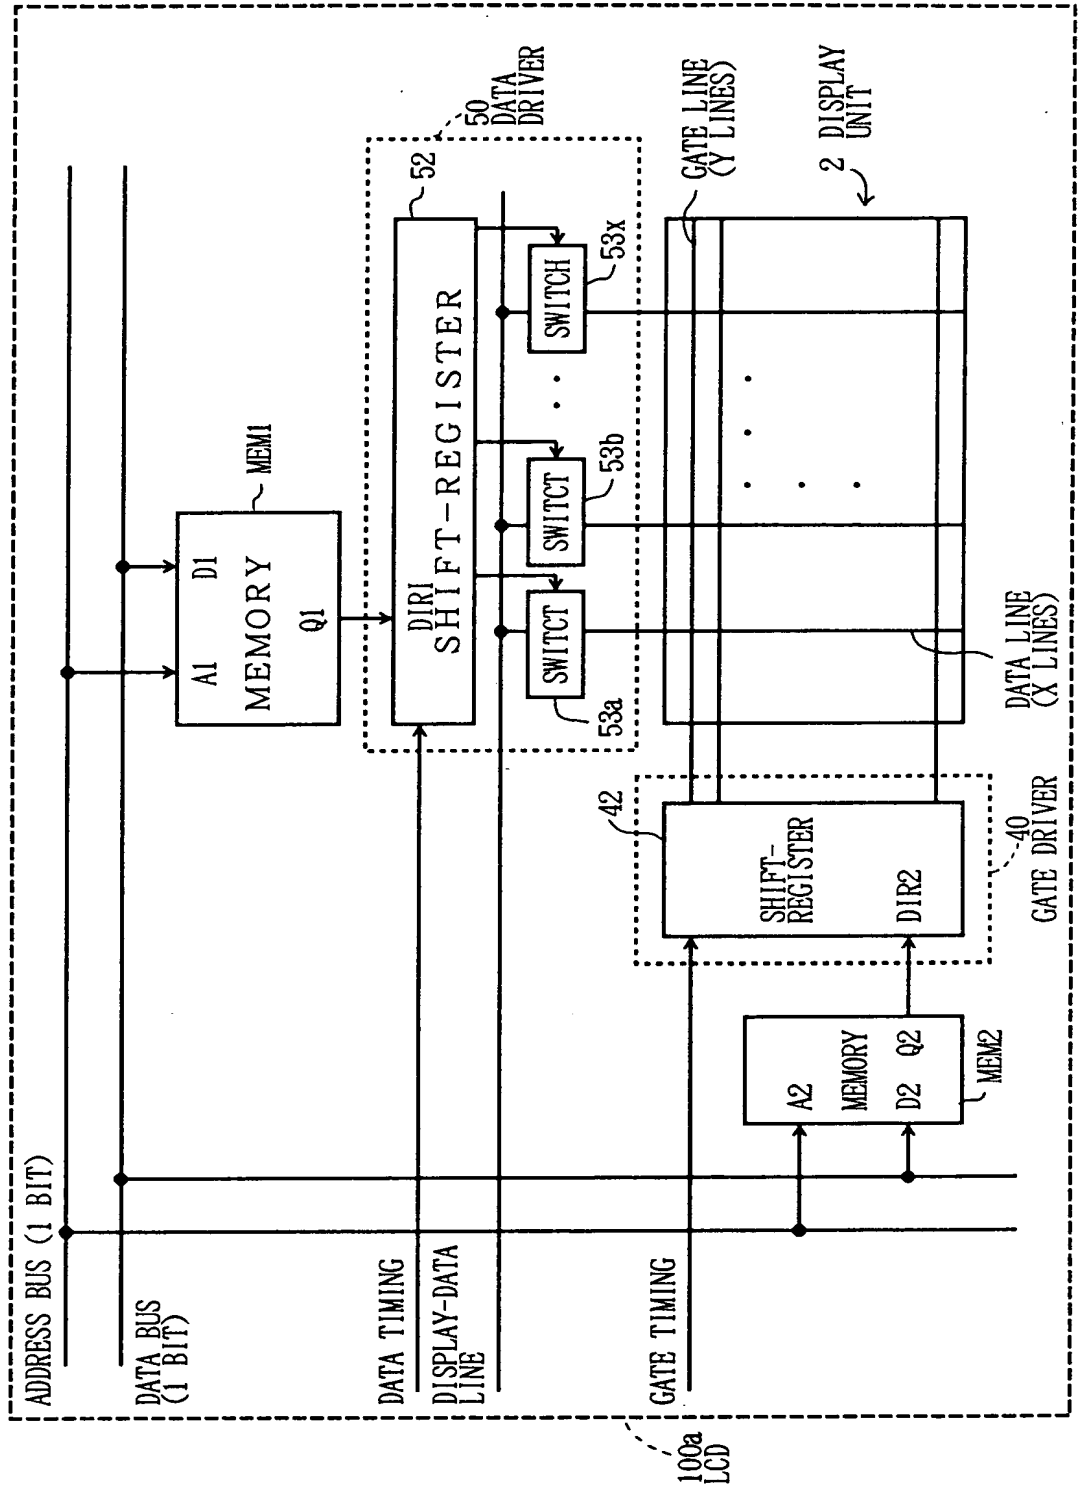 ADDRESS BUS (1 BIT)
DATA BUS
(1 BIT)
MEM1
A1
D1
MEMORY
Q1
50
DATA
DRIVER
52
DATA TIMING
DIRI
SHIFT-REGISTER
DISPLAY-DATA
LINE
SWITCT
SWITCT
SWITCH
53a
53b
53x
GATE TIMING
42
SHIFT-
REGISTER
DIR2
GATE LINE
(Y LINES)
2 DISPLAY
UNIT
A2
MEMORY
D2 Q2
MEM2
40
GATE DRIVER
DATA LINE
(X LINES)
100a
LCD